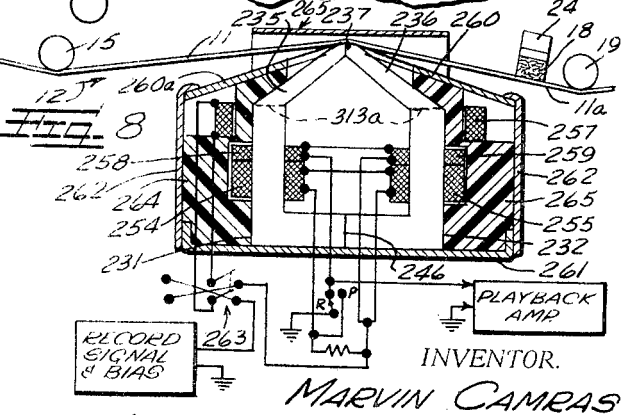 265
235
237
236
260
24
18
19
15
11
11a
12
260a
Fig. 8
313a
257
258
259
262
262
264
265
254
255
231
246
232
261
R
P
263
PLAYBACK AMP.
RECORD SIGNAL & BIAS
INVENTOR.
MARVIN CAMRAS